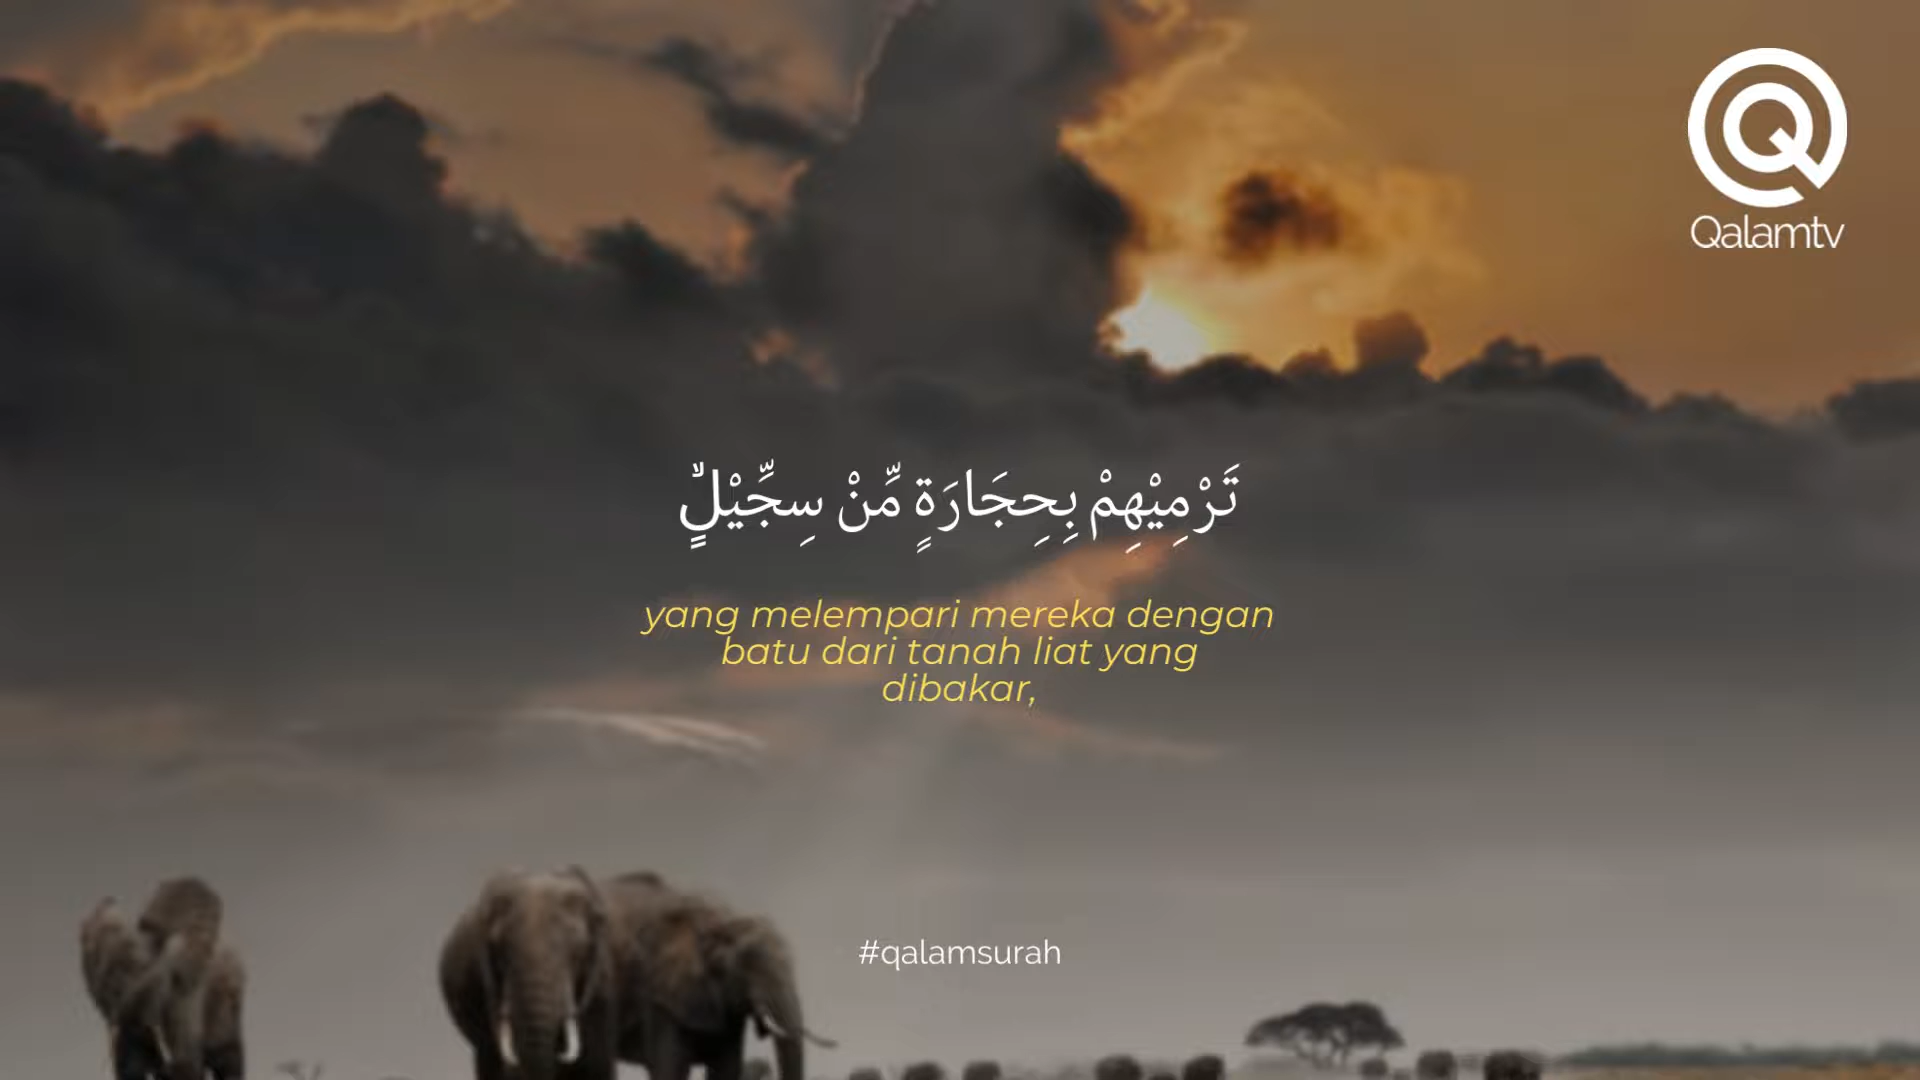 Qalamtv
تَرْمِيْهِمْ بِحِجَارَةٍ مِّنْ سِجِّيْلٍۙ
yang melempari mereka dengan
batu dari tanah liat yang
dibakar,
#qalamsurah